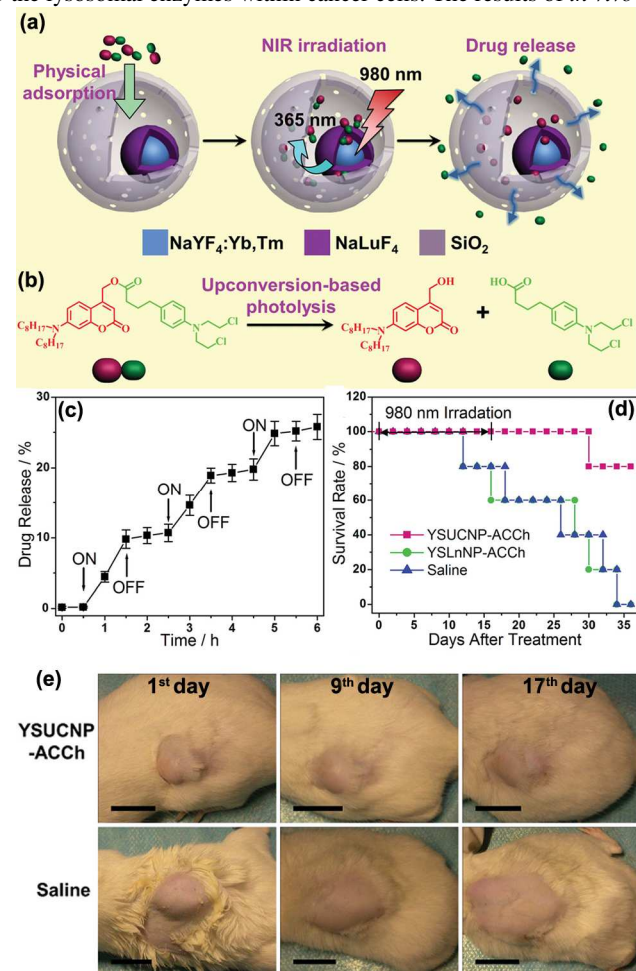 the lysosomal enzymes within cancer cells. The results of
(a)
NIR irradiation
Drug release
Physical
adsorption
980 nm
365 nm
NaYF4:Yb,Tm
NaLuF4
SiO2
(b)
Upconversion-based
photolysis
O
O
C8H17
N
C8H17
O
O
N
Cl
Cl
OH
C8H17
N
C8H17
O
O
+
HO
O
N
Cl
Cl
(c)
30
20
10
0
Drug Release / %
ON
OFF
ON
OFF
ON
OFF
0 1 2 3 4 5 6
Time / h
(d)
120
100
80
60
40
20
0
Survival Rate / %
980 nm Irradation
YSUCNP-ACCh
YSLnNP-ACCh
Saline
0 5 10 15 20 25 30 35
Days After Treatment
(e)
1st day
9th day
17th day
YSUCNP
-ACCh
Saline